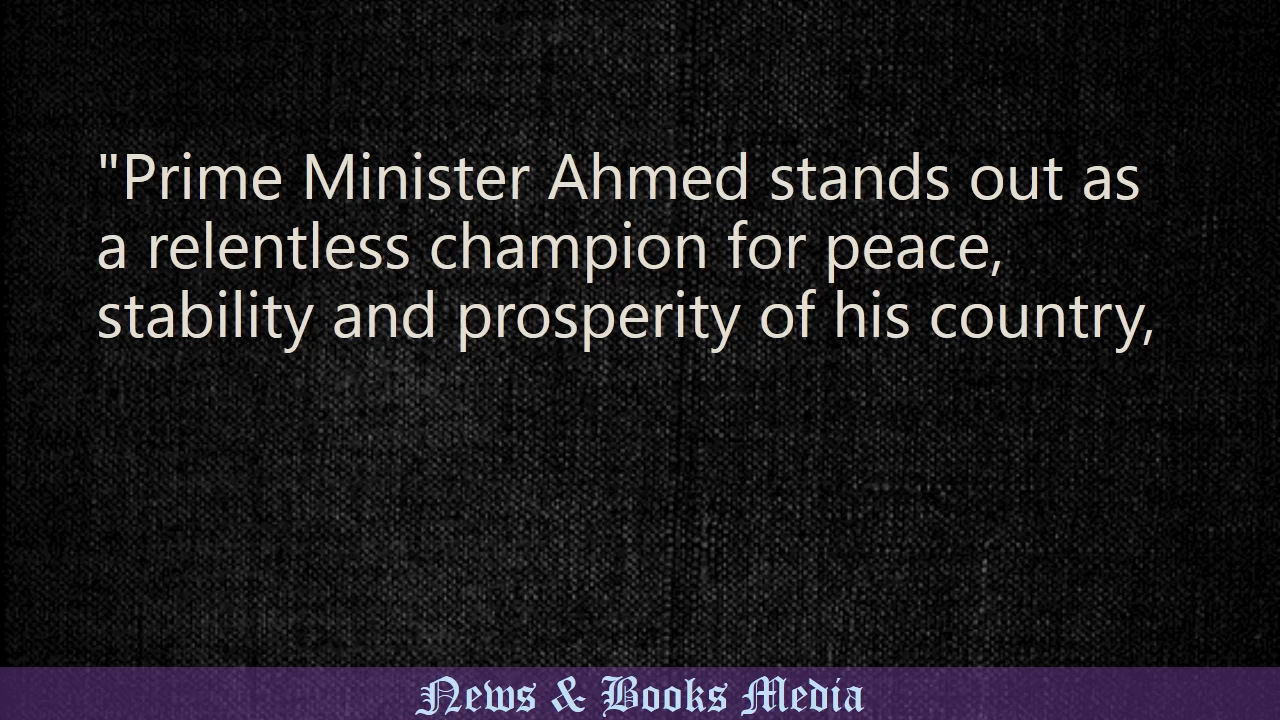 "Prime Minister Ahmed stands out as
a relentless champion for peace,
stability and prosperity of his country,
News & Books Media